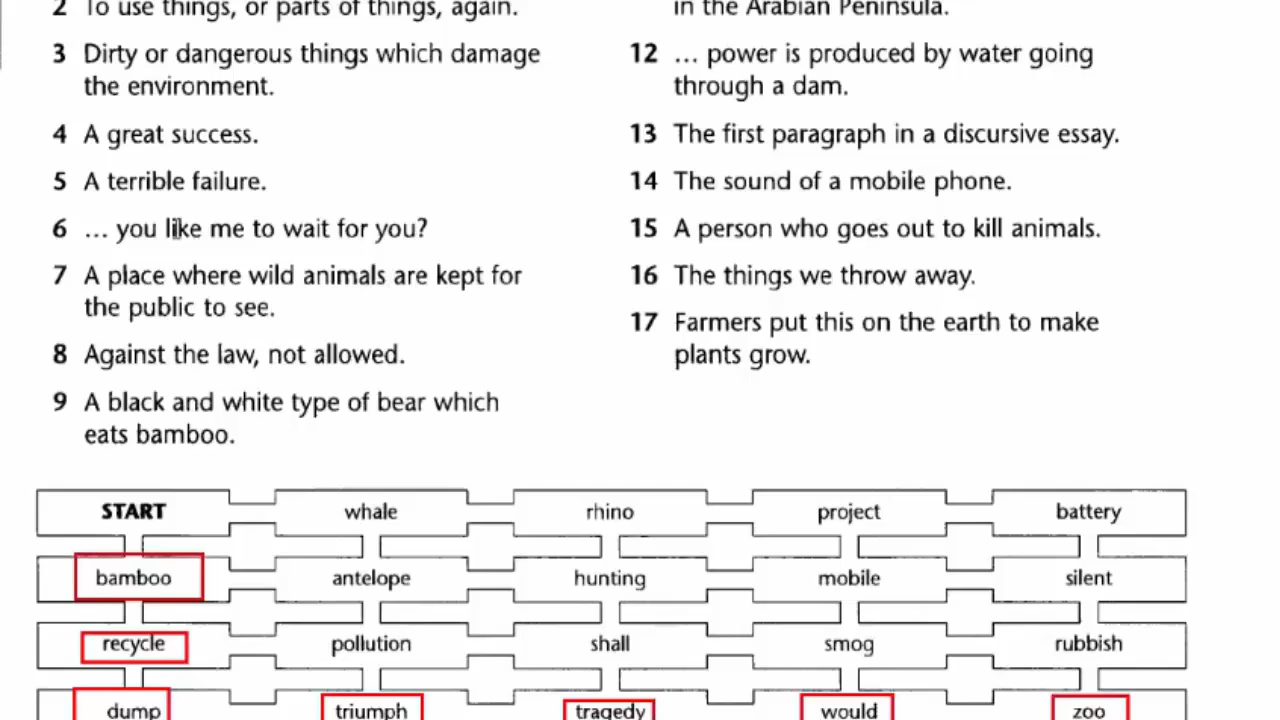 2 To use things, or parts of things, again.
3 Dirty or dangerous things which damage
the environment.
4 A great success.
5 A terrible failure.
6 ... you like me to wait for you?
7 A place where wild animals are kept for
the public to see.
8 Against the law, not allowed.
9 A black and white type of bear which
eats bamboo.
in the Arabian Peninsula.
12 ... power is produced by water going
through a dam.
13 The first paragraph in a discursive essay.
14 The sound of a mobile phone.
15 A person who goes out to kill animals.
16 The things we throw away.
17 Farmers put this on the earth to make
plants grow.
START whale rhino project battery
bamboo antelope hunting mobile silent
recycle pollution shall smog rubbish
dump triumph tragedy would zoo